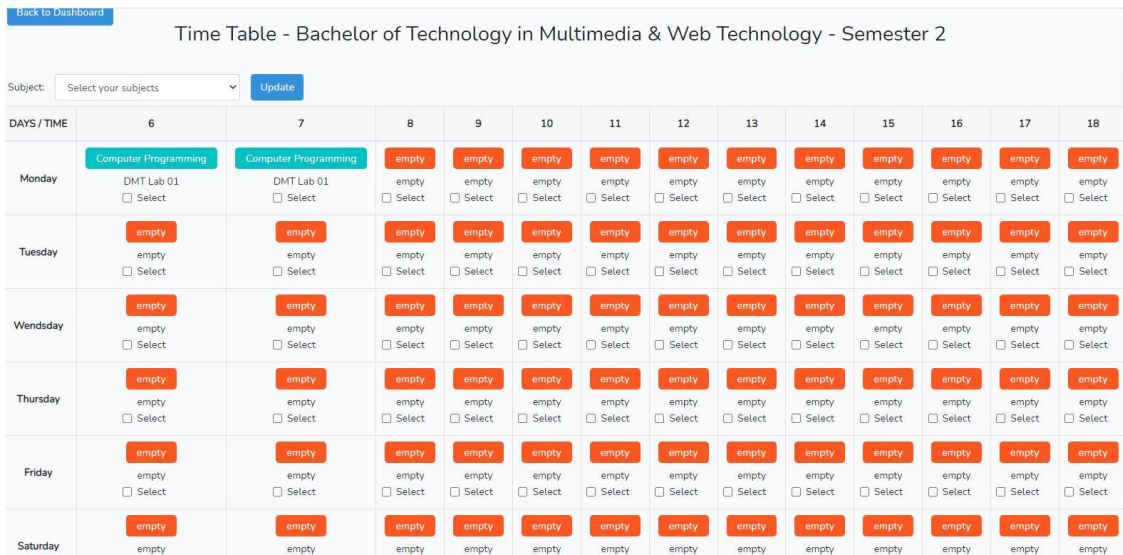 Back to Dashboard
Time Table - Bachelor of Technology in Multimedia & Web Technology - Semester 2
Subject: Select your subjects Update
DAYS / TIME 6 7 8 9 10 11 12 13 14 15 16 17 18
Computer Programming Computer Programming empty empty empty empty empty empty empty empty empty empty empty
Monday DMT Lab 01 DMT Lab 01 empty empty empty empty empty empty empty empty empty empty empty
Select Select Select Select Select Select Select Select Select Select Select Select Select
empty empty empty empty empty empty empty empty empty empty empty empty empty
Tuesday empty empty empty empty empty empty empty empty empty empty empty empty empty
Select Select Select Select Select Select Select Select Select Select Select Select Select
empty empty empty empty empty empty empty empty empty empty empty empty empty
Wendsday empty empty empty empty empty empty empty empty empty empty empty empty empty
Select Select Select Select Select Select Select Select Select Select Select Select Select
empty empty empty empty empty empty empty empty empty empty empty empty empty
Thursday empty empty empty empty empty empty empty empty empty empty empty empty empty
Select Select Select Select Select Select Select Select Select Select Select Select Select
empty empty empty empty empty empty empty empty empty empty empty empty empty
Friday empty empty empty empty empty empty empty empty empty empty empty empty empty
Select Select Select Select Select Select Select Select Select Select Select Select Select
empty empty empty empty empty empty empty empty empty empty empty empty empty
Saturday empty empty empty empty empty empty empty empty empty empty empty empty empty